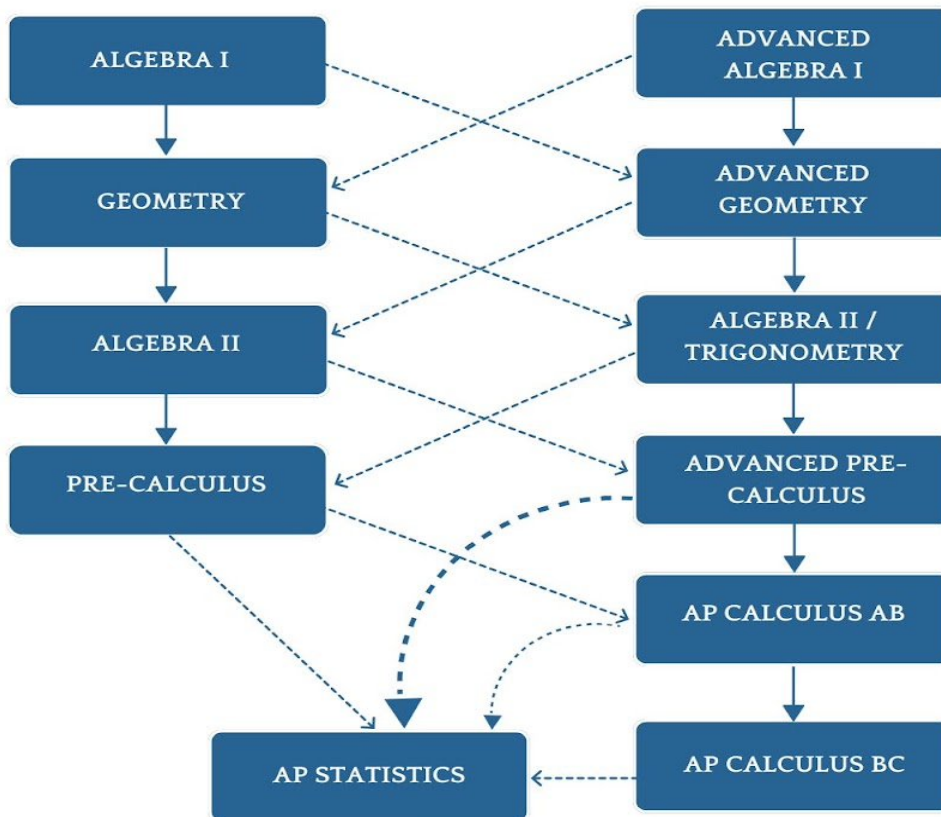 ALGEBRA I
ADVANCED
ALGEBRA I
GEOMETRY
ADVANCED
GEOMETRY
ALGEBRA II
ALGEBRA II /
TRIGONOMETRY
PRE-CALCULUS
ADVANCED PRE-
CALCULUS
AP CALCULUS AB
AP STATISTICS
AP CALCULUS BC